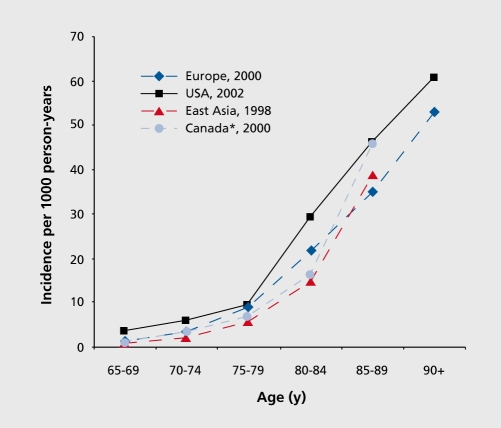 70
60
50
40
30
20
10
0
Incidence per 1000 person-years
Europe, 2000
USA, 2002
East Asia, 1998
Canada*, 2000
65-69 70-74 75-79 80-84 85-89 90+
Age (y)